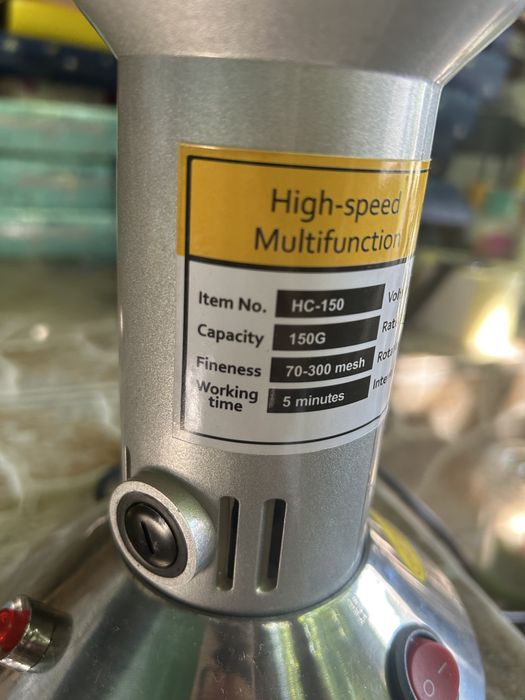 High-speed
Multifunction
Item No. HC-150
Capacity 150G
Fineness 70-300 mesh
Working time 5 minutes